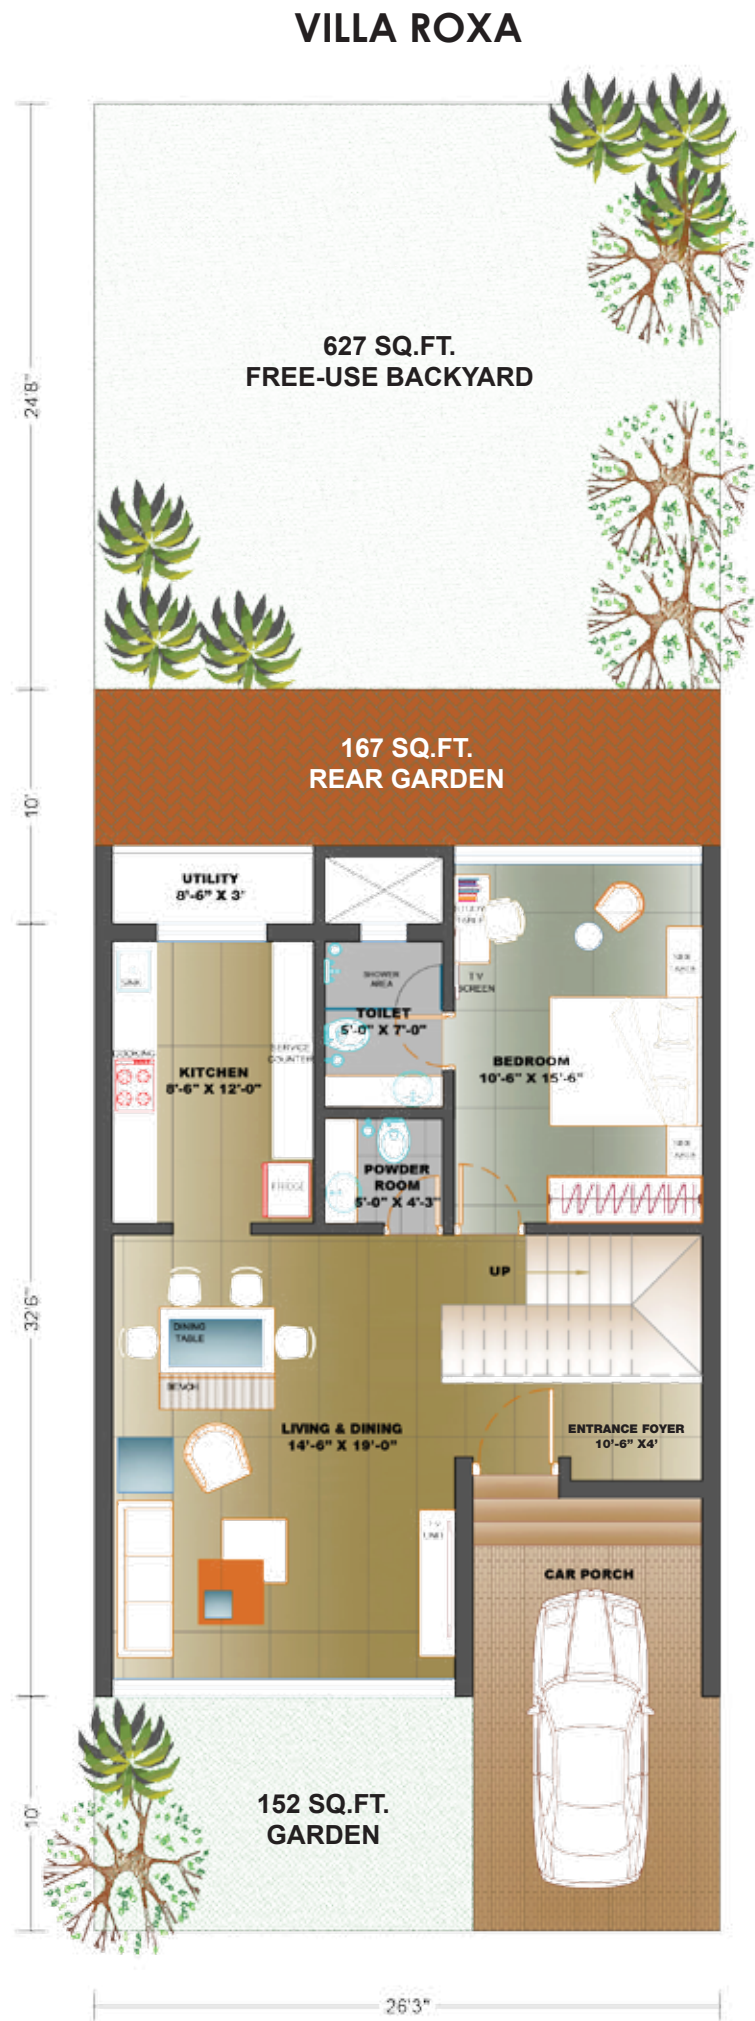 VILLA ROXA
627 SQ.FT.
FREE-USE BACKYARD
24'8"
167 SQ.FT.
REAR GARDEN
10'
UTILITY
8'-6" X 3'
STUDY
TABLE
SIDE
TABLE
SHOWER
AREA
TV
SCREEN
SINK
TOILET
5'-0" X 7'-0"
SERVICE
COUNTER
COOKING
KITCHEN
8'-6" X 12'-0"
BEDROOM
10'-6" X 15'-6"
SIDE
TABLE
POWDER
ROOM
5'-0" X 4'-3"
FRIDGE
UP
32'6"
DINING
TABLE
BENCH
LIVING & DINING
14'-6" X 19'-0"
ENTRANCE FOYER
10'-6" X4'
TV
UNIT
CAR PORCH
152 SQ.FT.
GARDEN
10'
26'3"